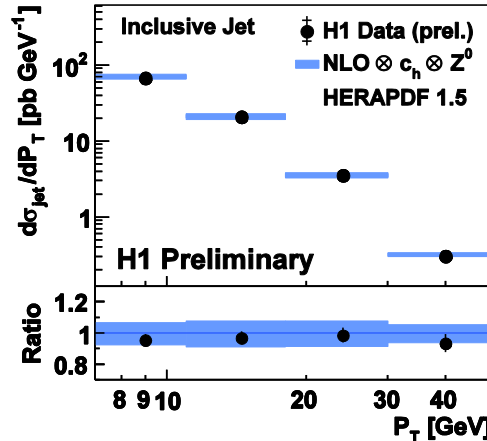 Inclusive Jet
H1 Data (prel.)
NLO ⊗ c_h ⊗ Z^0
HERAPDF 1.5
dσ_jet/dP_T [pb GeV^-1]
10^2
10
1
H1 Preliminary
Ratio
1.2
1
0.8
8 9 10 20 30 40
P_T [GeV]